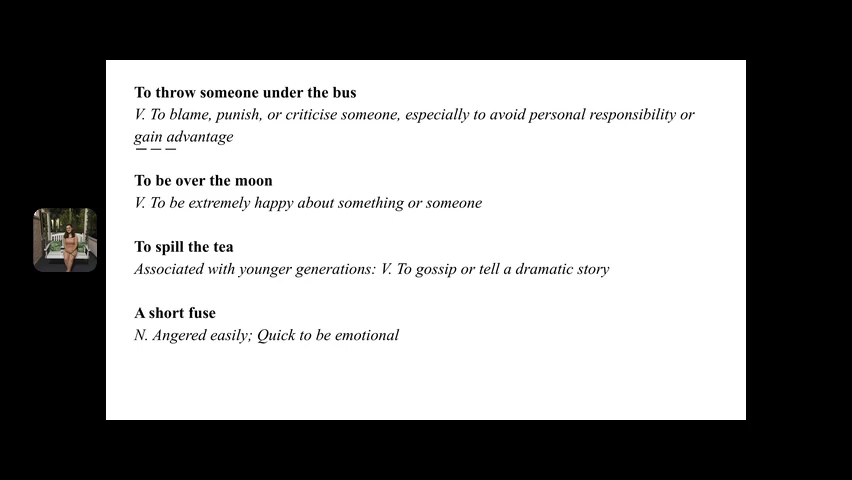 To throw someone under the bus
V. To blame, punish, or criticise someone, especially to avoid personal responsibility or
gain advantage
To be over the moon
V. To be extremely happy about something or someone
To spill the tea
Associated with younger generations: V. To gossip or tell a dramatic story
A short fuse
N. Angered easily; Quick to be emotional